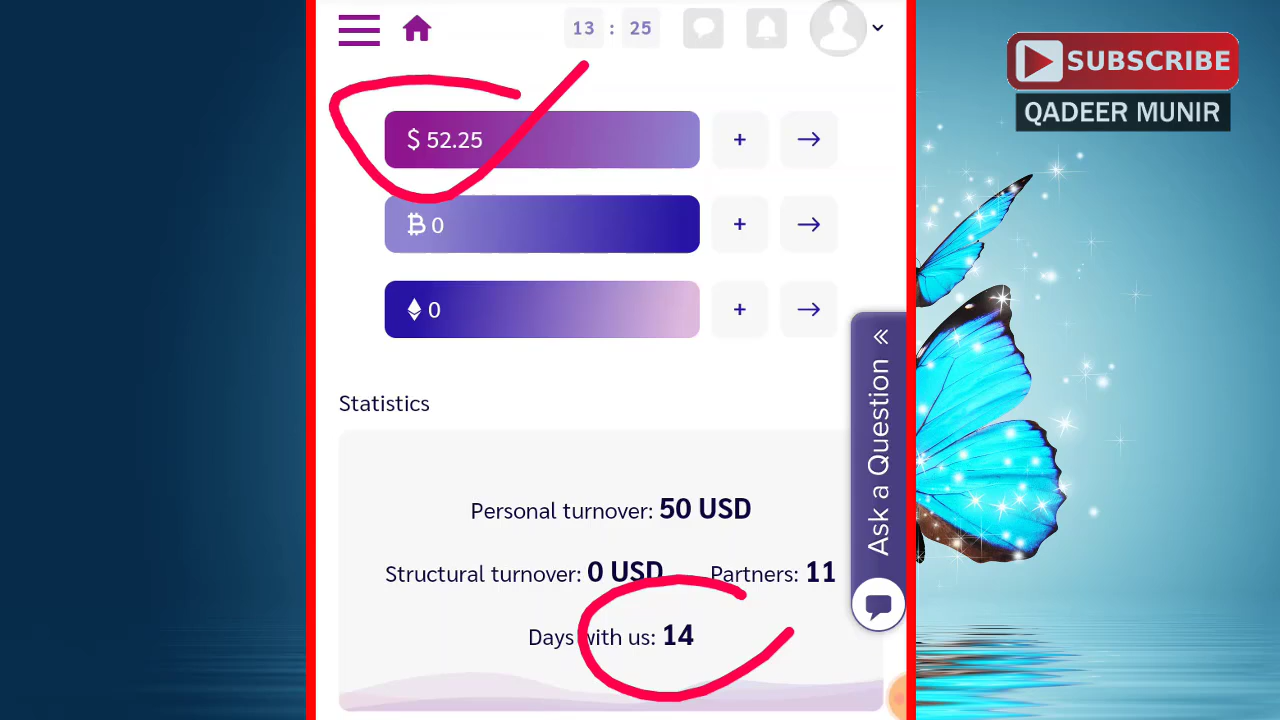 13 : 25
SUBSCRIBE
QADEER MUNIR
$ 52.25
+ →
₿ 0
+ →
0
+ →
Ask a Question
Statistics
Personal turnover: 50 USD
Structural turnover: 0 USD Partners: 11
Days with us: 14